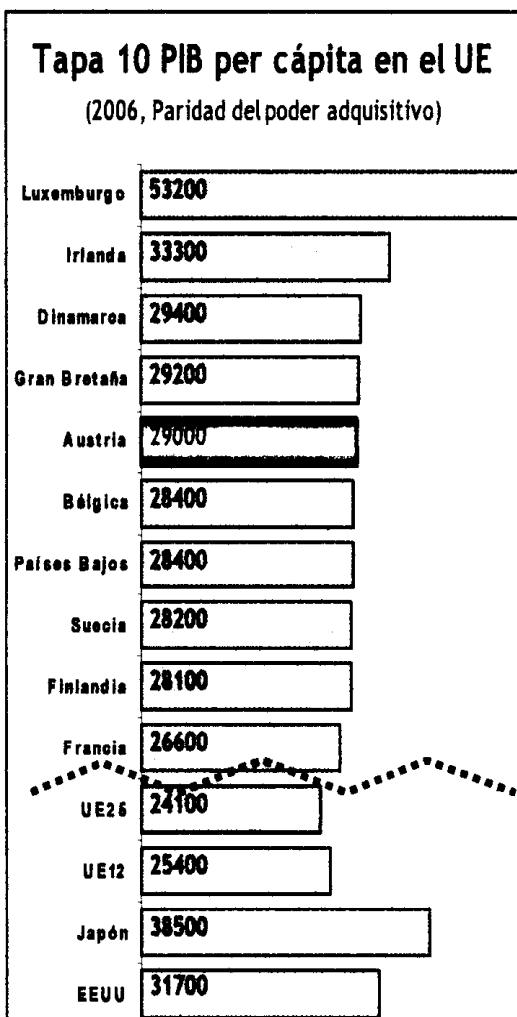 Tapa 10 PIB per cápita en el UE
(2006, Paridad del poder adquisitivo)
Luxemburgo 53200
Irlanda 33300
Dinamarca 29400
Gran Bretaña 29200
Austria 29000
Bélgica 28400
Países Bajos 28400
Suecia 28200
Finlandia 28100
Francia 26600
UE25 24100
UE12 25400
Japón 38500
EEUU 31700